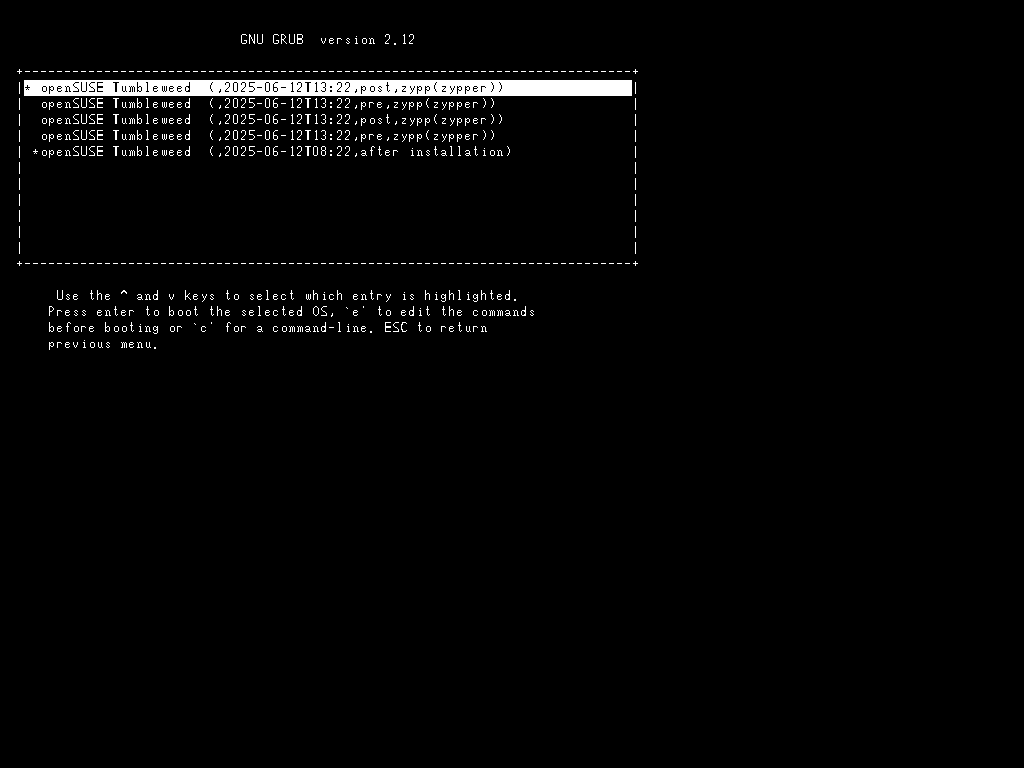 GNU GRUB  version 2.12
+----------------------------------------------------------------------------+
|* openSUSE Tumbleweed  (,2025-06-12T13:22,post,zypp(zypper))                |
|  openSUSE Tumbleweed  (,2025-06-12T13:22,pre,zypp(zypper))                 |
|  openSUSE Tumbleweed  (,2025-06-12T13:22,post,zypp(zypper))                |
|  openSUSE Tumbleweed  (,2025-06-12T13:22,pre,zypp(zypper))                 |
| *openSUSE Tumbleweed  (,2025-06-12T08:22,after installation)               |
|                                                                            |
|                                                                            |
|                                                                            |
|                                                                            |
|                                                                            |
|                                                                            |
+----------------------------------------------------------------------------+
Use the ^ and v keys to select which entry is highlighted.
Press enter to boot the selected OS, `e' to edit the commands
before booting or `c' for a command-line. ESC to return
previous menu.